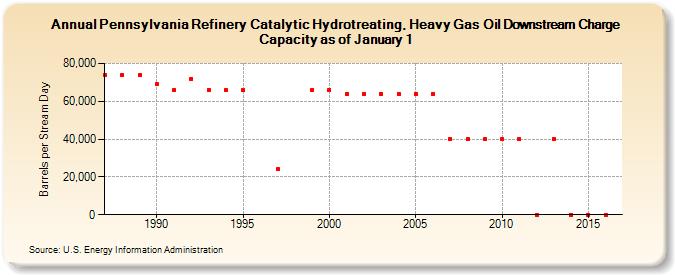 Annual Pennsylvania Refinery Catalytic Hydrotreating, Heavy Gas Oil Downstream Charge
Capacity as of January 1
Barrels per Stream Day
80,000
60,000
40,000
20,000
0
1990 1995 2000 2005 2010 2015
Source: U.S. Energy Information Administration